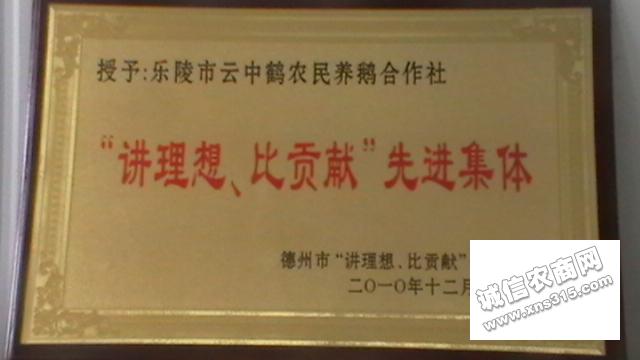 授予:乐陵市云中鹤农民养鹅合作社
“讲理想、比贡献”先进集体
德州市“讲理想、比贡献”
二〇一〇年十二月
诚信农商网
www.xns315.com